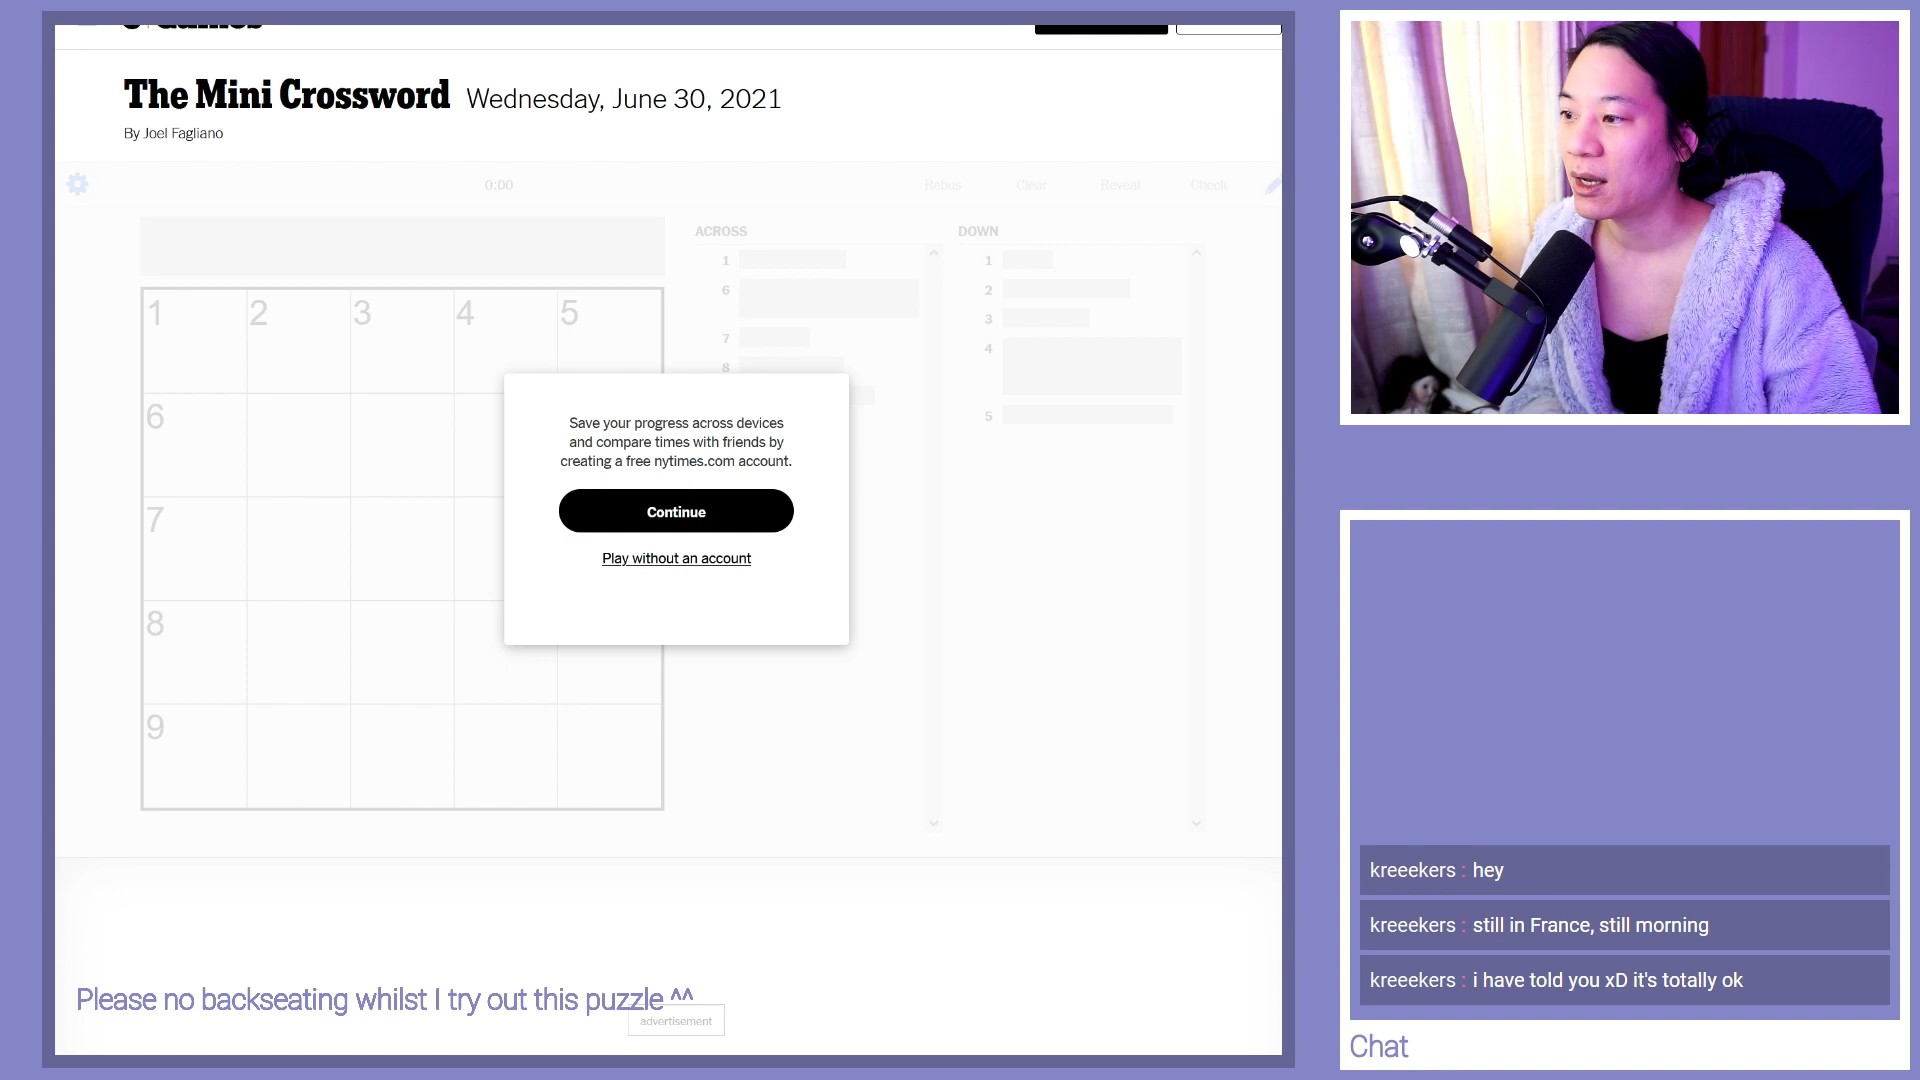 The Mini Crossword Wednesday, June 30, 2021
By Joel Fagliano
0:00
Rebus Clear Reveal Check
ACROSS
1
6
7
8
DOWN
1
2
3
4
5
1 2 3 4 5
6
7
8
9
Save your progress across devices
and compare times with friends by
creating a free nytimes.com account.
Continue
Play without an account
Please no backseating whilst I try out this puzzle ^^
advertisement
kreeekers : hey
kreeekers : still in France, still morning
kreeekers : i have told you xD it's totally ok
Chat